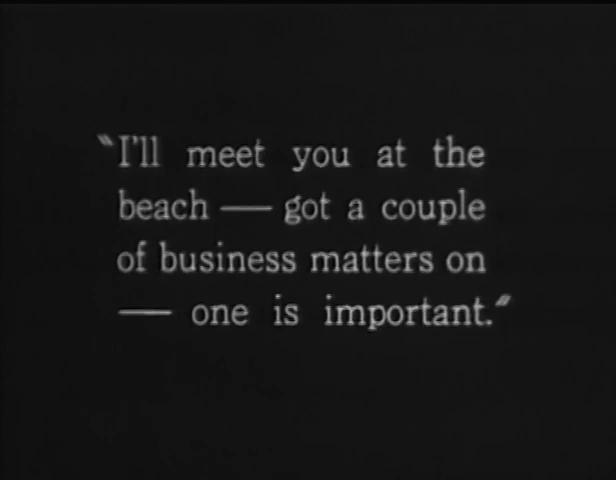 "I'll meet you at the
beach — got a couple
of business matters on
— one is important."